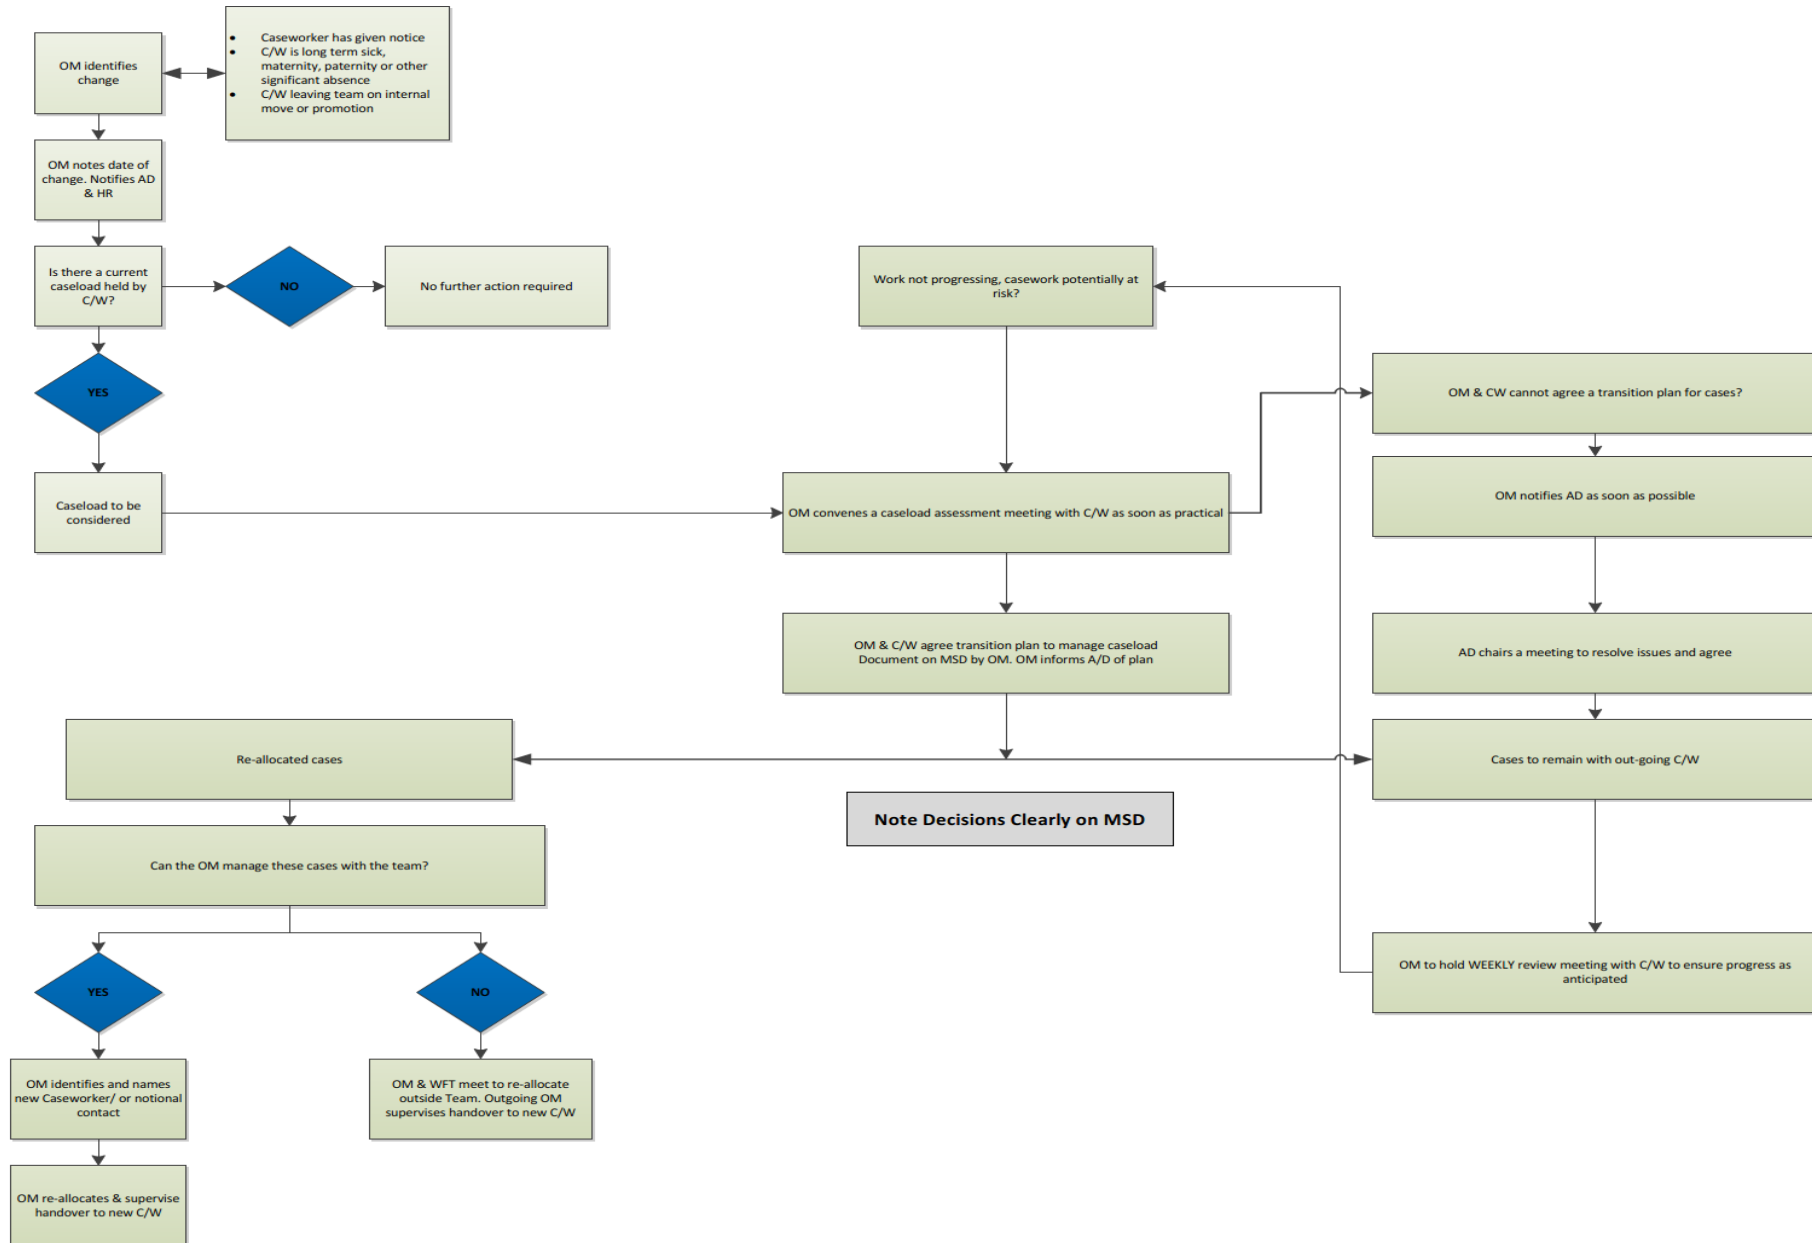 OM identifies
change
• Caseworker has given notice
• C/W is long term sick,
maternity, paternity or other
significant absence
• C/W leaving team on internal
move or promotion
OM notes date of
change. Notifies AD
& HR
Is there a current
caseload held by
C/W?
NO
No further action required
YES
Caseload to be
considered
Work not progressing, casework potentially at
risk?
OM convenes a caseload assessment meeting with C/W as soon as practical
OM & CW cannot agree a transition plan for cases?
OM notifies AD as soon as possible
AD chairs a meeting to resolve issues and agree
OM & C/W agree transition plan to manage caseload
Document on MSD by OM. OM informs A/D of plan
Re-allocated cases
Cases to remain with out-going C/W
Note Decisions Clearly on MSD
Can the OM manage these cases with the team?
YES
NO
OM to hold WEEKLY review meeting with C/W to ensure progress as
anticipated
OM identifies and names
new Caseworker/ or notional
contact
OM & WFT meet to re-allocate
outside Team. Outgoing OM
supervises handover to new C/W
OM re-allocates & supervise
handover to new C/W